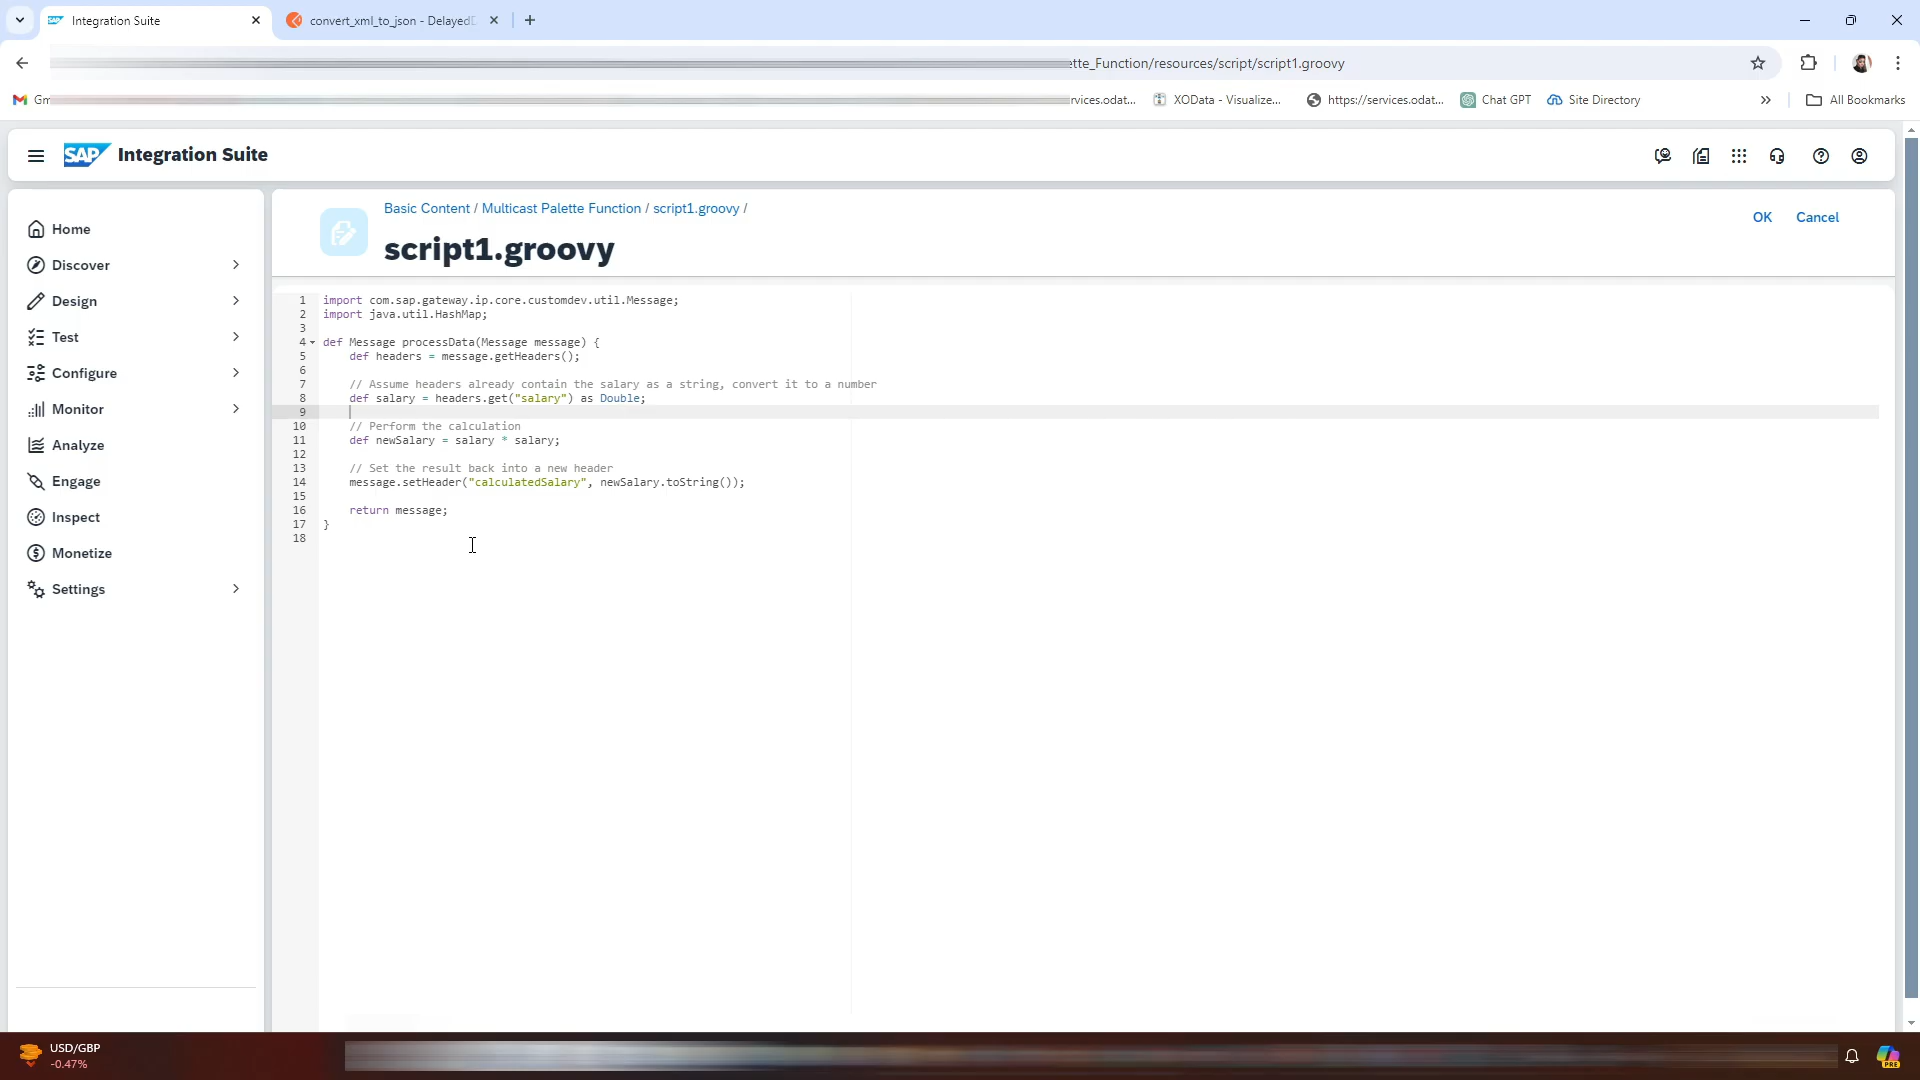 Integration Suite
convert_xml_to_json - Delayed
ette_Function/resources/script/script1.groovy
Gm
rvices.odat...
XOData - Visualize...
https://services.odat...
Chat GPT
Site Directory
All Bookmarks
SAP Integration Suite
Home
Discover
Design
Test
Configure
Monitor
Analyze
Engage
Inspect
Monetize
Settings
Basic Content / Multicast Palette Function / script1.groovy /
script1.groovy
OK Cancel
1 import com.sap.gateway.ip.core.customdev.util.Message;
2 import java.util.HashMap;
3
4 def Message processData(Message message) {
5 def headers = message.getHeaders();
6
7 // Assume headers already contain the salary as a string, convert it to a number
8 def salary = headers.get("salary") as Double;
9
10 // Perform the calculation
11 def newSalary = salary * salary;
12
13 // Set the result back into a new header
14 message.setHeader("calculatedSalary", newSalary.toString());
15
16 return message;
17 }
18
USD/GBP
-0.47%
PRE